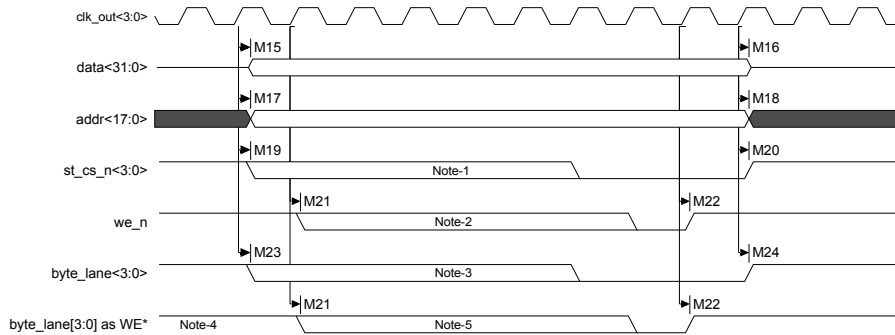 clk_out<3:0>
M15 M16
data<31:0>
M17 M18
addr<17:0>
M19 M20
st_cs_n<3:0> Note-1
M21 M22
we_n Note-2
M23 M24
byte_lane<3:0> Note-3
M21 M22
byte_lane[3:0] as WE* Note-4 Note-5